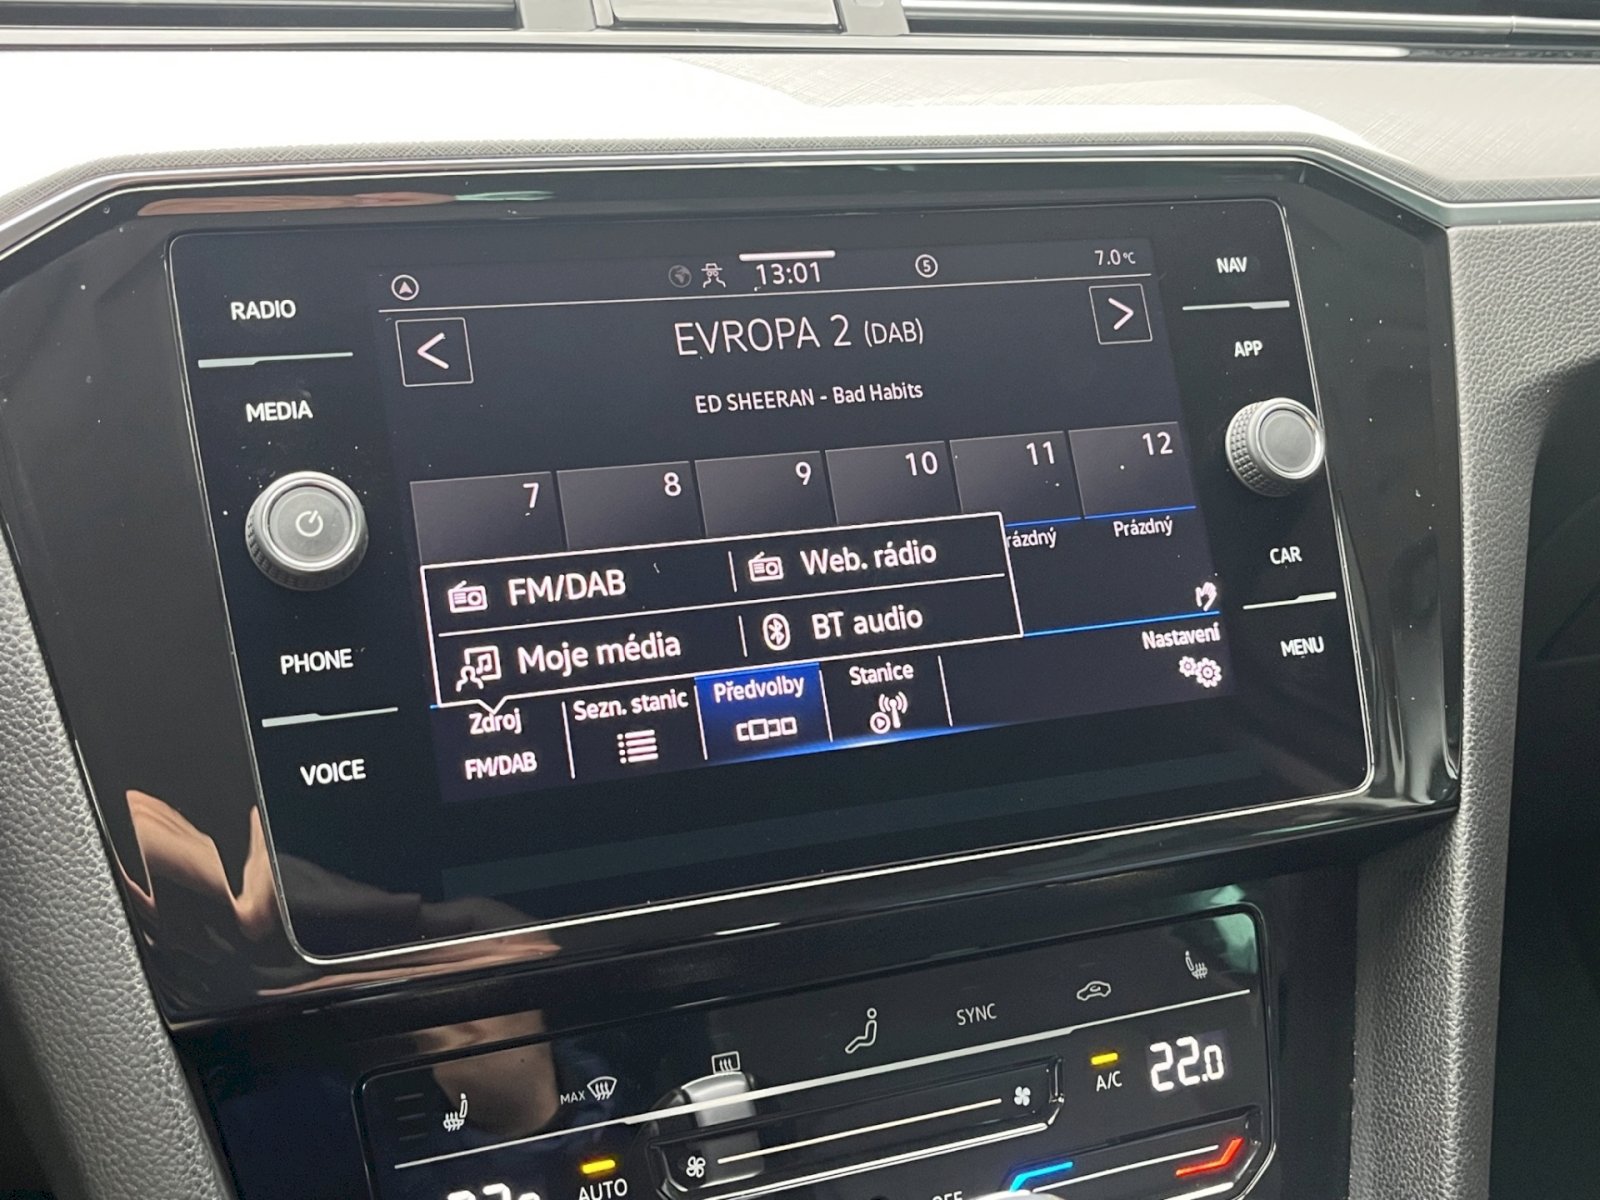 RADIO
MEDIA
PHONE
VOICE
13:01
5
7.0°C
<
EVROPA 2 (DAB)
>
ED SHEERAN - Bad Habits
7 8 9 10 11 12
Prázdný
FM/DAB
Web. rádio
Moje média
BT audio
Zdroj
FM/DAB
Sezn. stanic
Předvolby
Stanice
Nastavení
NAV
APP
CAR
MENU
SYNC
MAX
A/C
22.0
AUTO